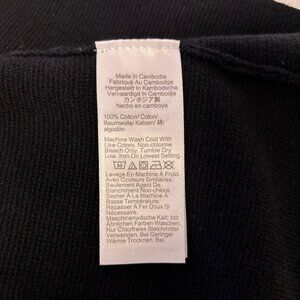 Made In Cambodia
Fabriqué Au Cambodge
Hergestellt In Kambodscha
Vervaardigd In Cambodja
カンボジア製
hecho en camboya
100% Cotton/ Coton/
Baumwolle/ Katoen/ 綿/
algodón
Machine Wash Cold With
Like Colors. Non-chlorine
Bleach Only. Tumble Dry
Low. Iron On Lowest Setting
Lavage En Machine À Froid
Avec Couleurs Similaires.
Seulement Agent De
Blanchiment Non-Chloré.
Sécher À La Machine À
Basse Température.
Repasser À Fer Doux Si
Nécessaire.
Maschinenwäsche Kalt. Mit
Ähnlichen Farben Waschen.
Nur Chlorfreies Bleichmittel
Verwenden. Bei Geringer
Wärme Trocknen. Bei